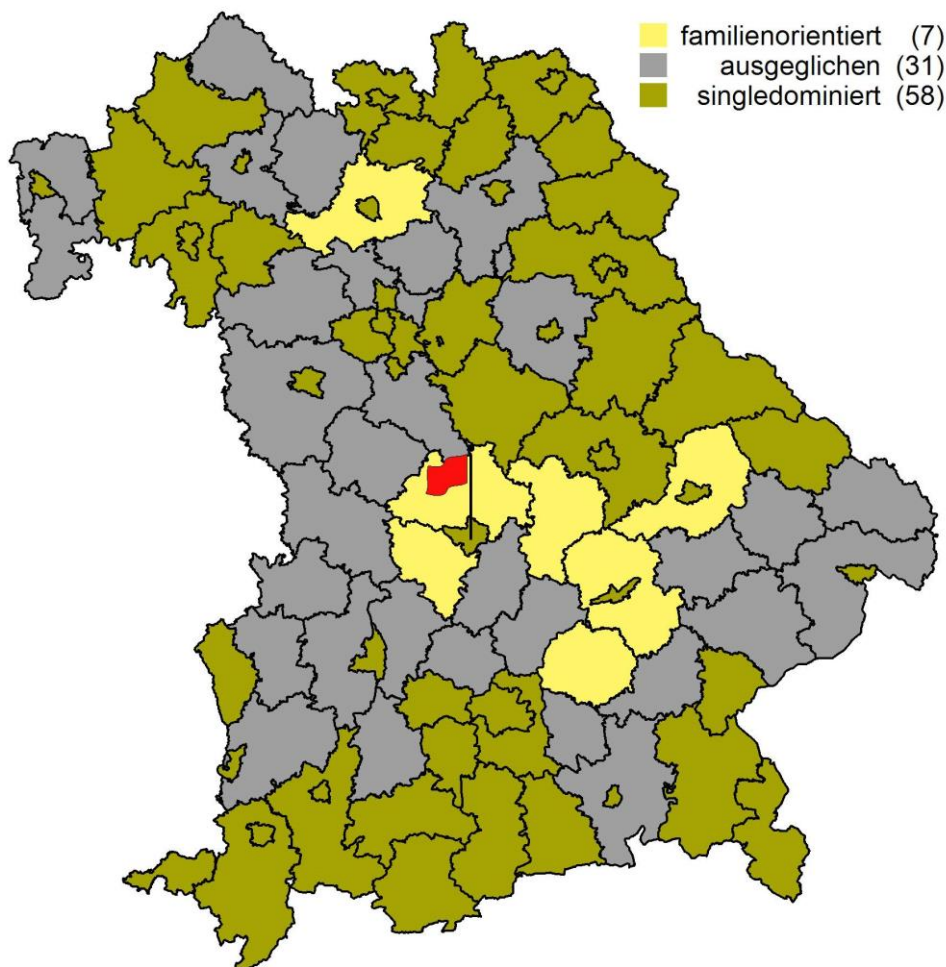 familienorientiert (7)
ausgeglichen (31)
singledominiert (58)